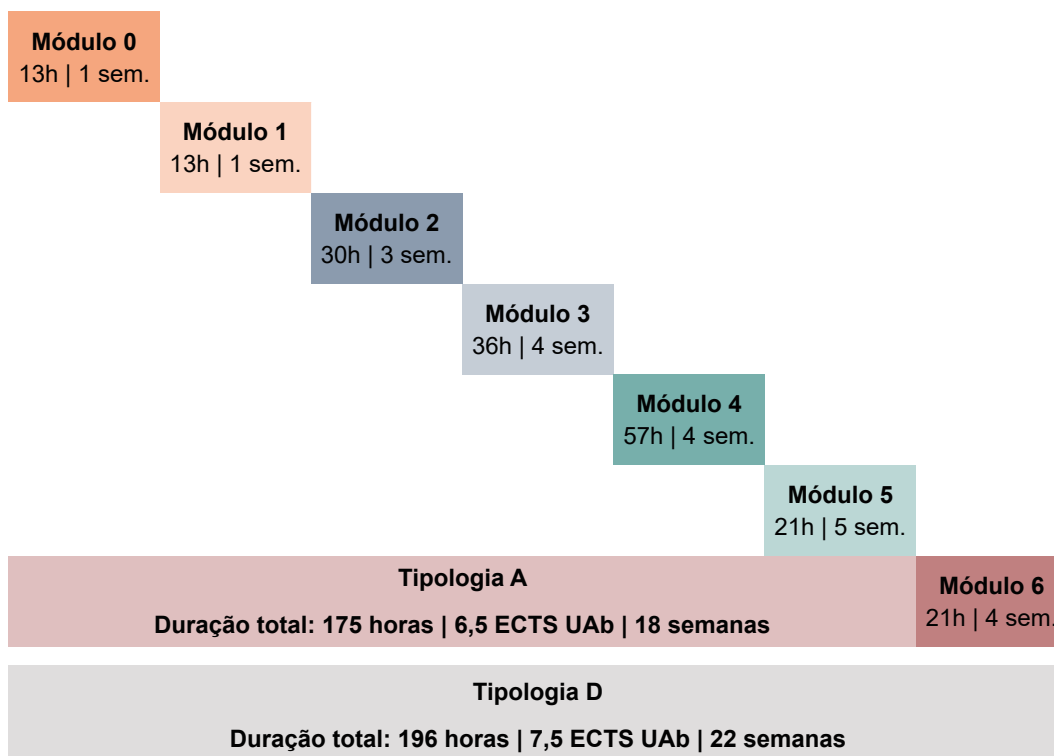 Módulo 0
13h | 1 sem.
Módulo 1
13h | 1 sem.
Módulo 2
30h | 3 sem.
Módulo 3
36h | 4 sem.
Módulo 4
57h | 4 sem.
Módulo 5
21h | 5 sem.
Tipologia A
Duração total: 175 horas | 6,5 ECTS UAb | 18 semanas
Módulo 6
21h | 4 sem.
Tipologia D
Duração total: 196 horas | 7,5 ECTS UAb | 22 semanas